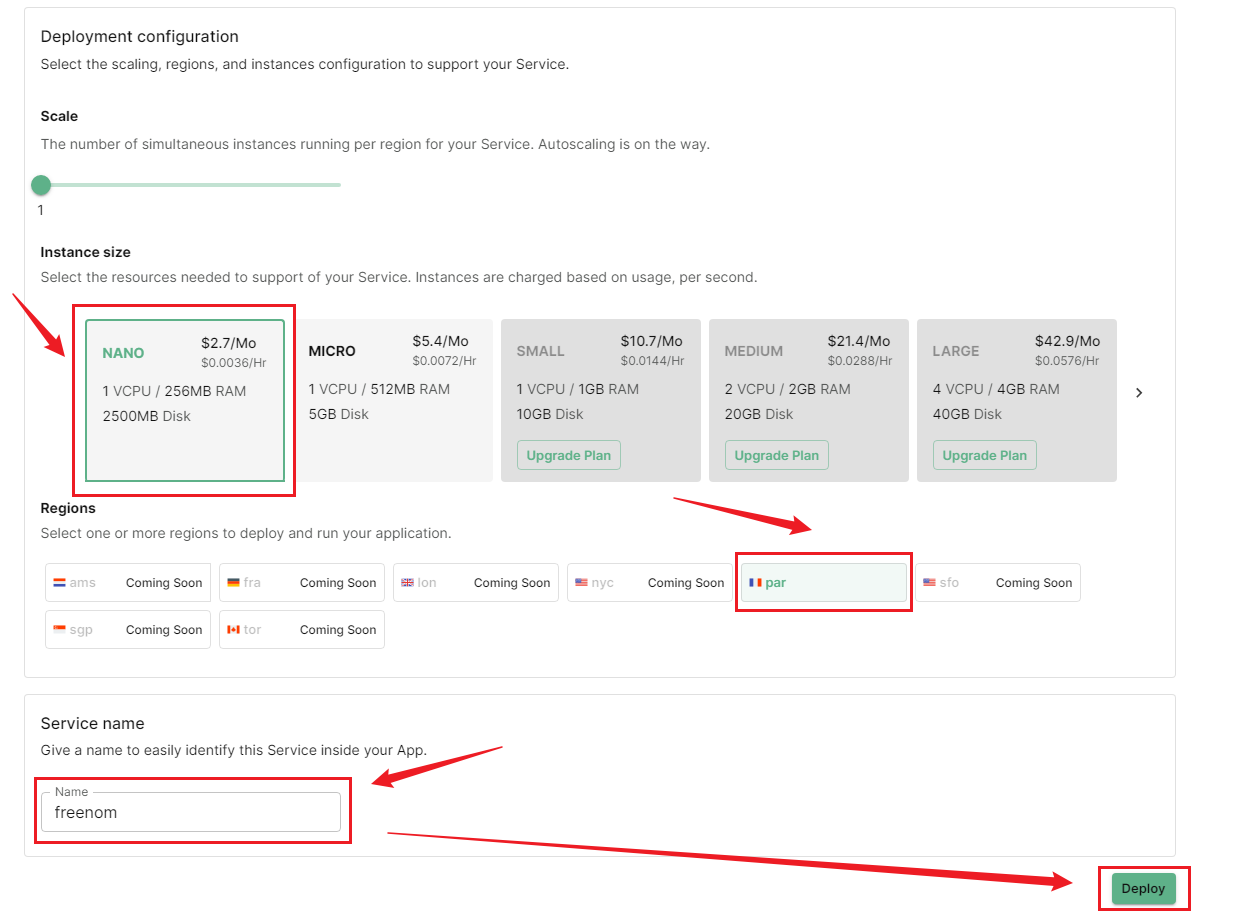 Deployment configuration
Select the scaling, regions, and instances configuration to support your Service.
Scale
The number of simultaneous instances running per region for your Service. Autoscaling is on the way.
1
Instance size
Select the resources needed to support of your Service. Instances are charged based on usage, per second.
NANO $2.7/Mo
$0.0036/Hr
1 VCPU / 256MB RAM
2500MB Disk
MICRO $5.4/Mo
$0.0072/Hr
1 VCPU / 512MB RAM
5GB Disk
SMALL $10.7/Mo
$0.0144/Hr
1 VCPU / 1GB RAM
10GB Disk
Upgrade Plan
MEDIUM $21.4/Mo
$0.0288/Hr
2 VCPU / 2GB RAM
20GB Disk
Upgrade Plan
LARGE $42.9/Mo
$0.0576/Hr
4 VCPU / 4GB RAM
40GB Disk
Upgrade Plan
Regions
Select one or more regions to deploy and run your application.
ams Coming Soon
fra Coming Soon
lon Coming Soon
nyc Coming Soon
par
sfo Coming Soon
sgp Coming Soon
tor Coming Soon
Service name
Give a name to easily identify this Service inside your App.
Name
freenom
Deploy